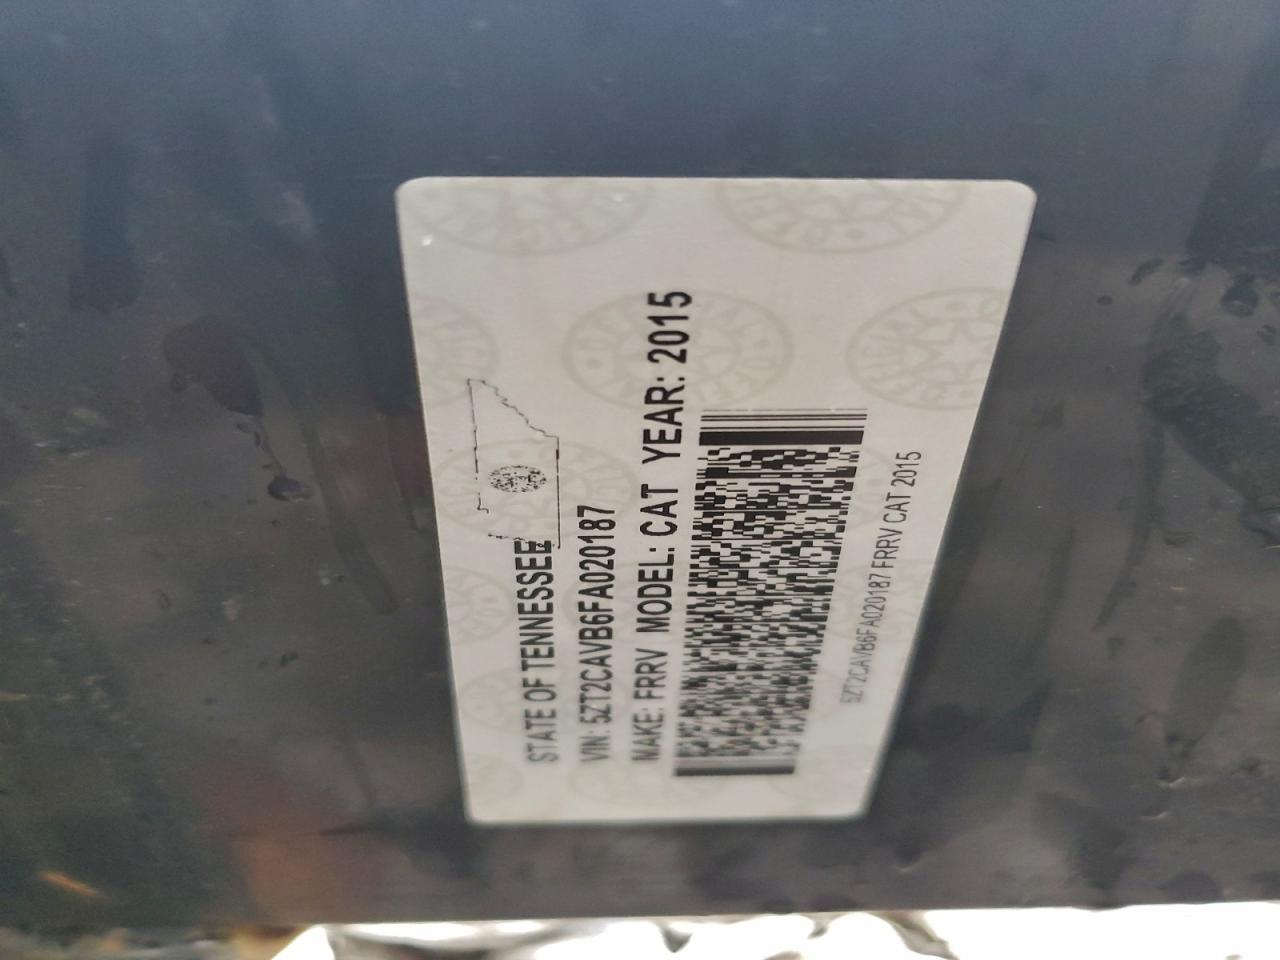 STATE OF TENNESSEE
VIN: 5ZT2CAVB6FA020187
MAKE: FRRV MODEL: CAT YEAR: 2015
5ZT2CAVB6FA020187 FRRV CAT 2015